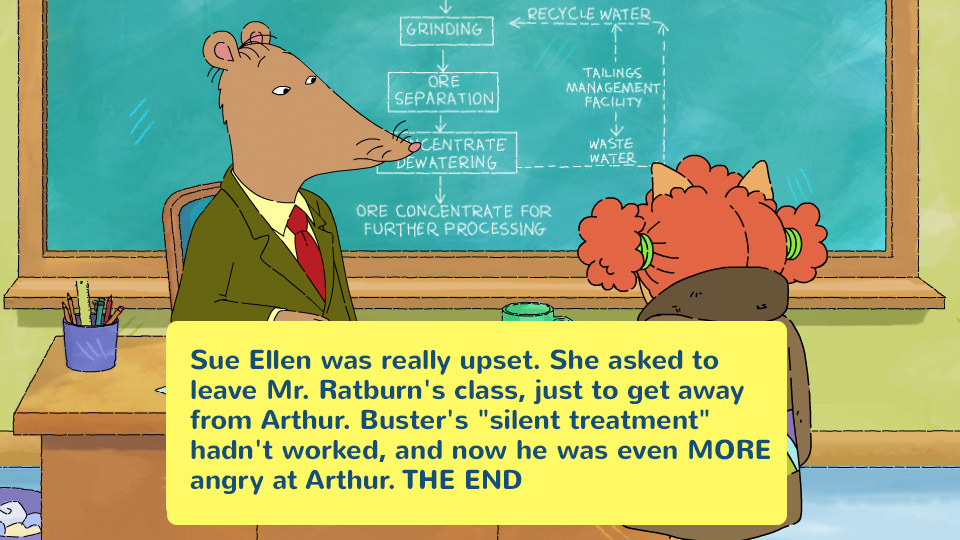 RECYCLE WATER
GRINDING
ORE
SEPARATION
TAILINGS
MANAGEMENT
FACILITY
WASTE
WATER
DEWATERING
ORE CONCENTRATE FOR
FURTHER PROCESSING
Sue Ellen was really upset. She asked to
leave Mr. Ratburn's class, just to get away
from Arthur. Buster's "silent treatment"
hadn't worked, and now he was even MORE
angry at Arthur. THE END